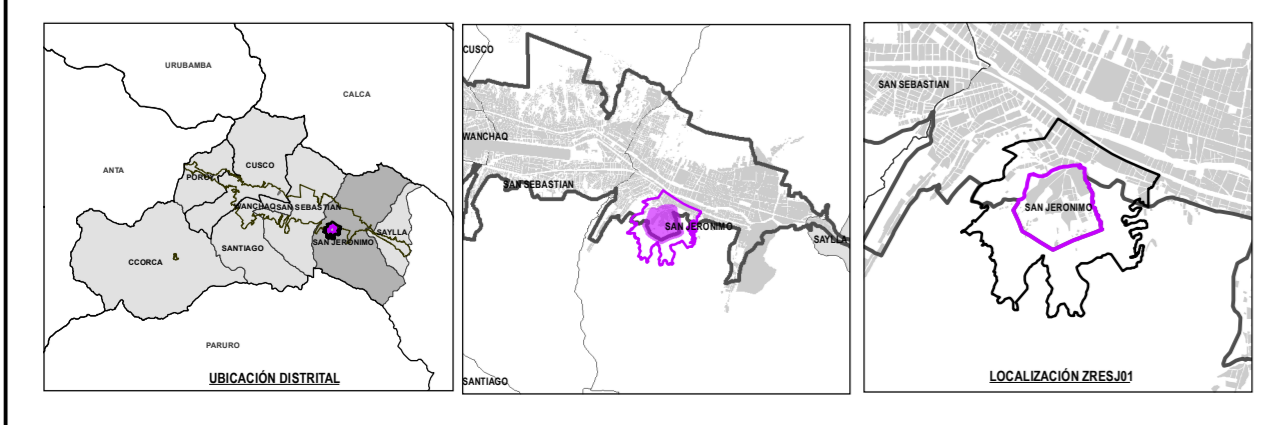 URUBAMBA
CALCA
ANTA
CUSCO
POROY
WANCHAQ
SAN SEBASTIAN
SANTIAGO
SAN JERONIMO
SAYLLA
CCORCA
PARURO
UBICACIÓN DISTRITAL
CUSCO
WANCHAQ
SAN SEBASTIAN
SAN JERONIMO
SAYLLA
SANTIAGO
SAN SEBASTIAN
SAN JERONIMO
LOCALIZACIÓN ZRESJ01